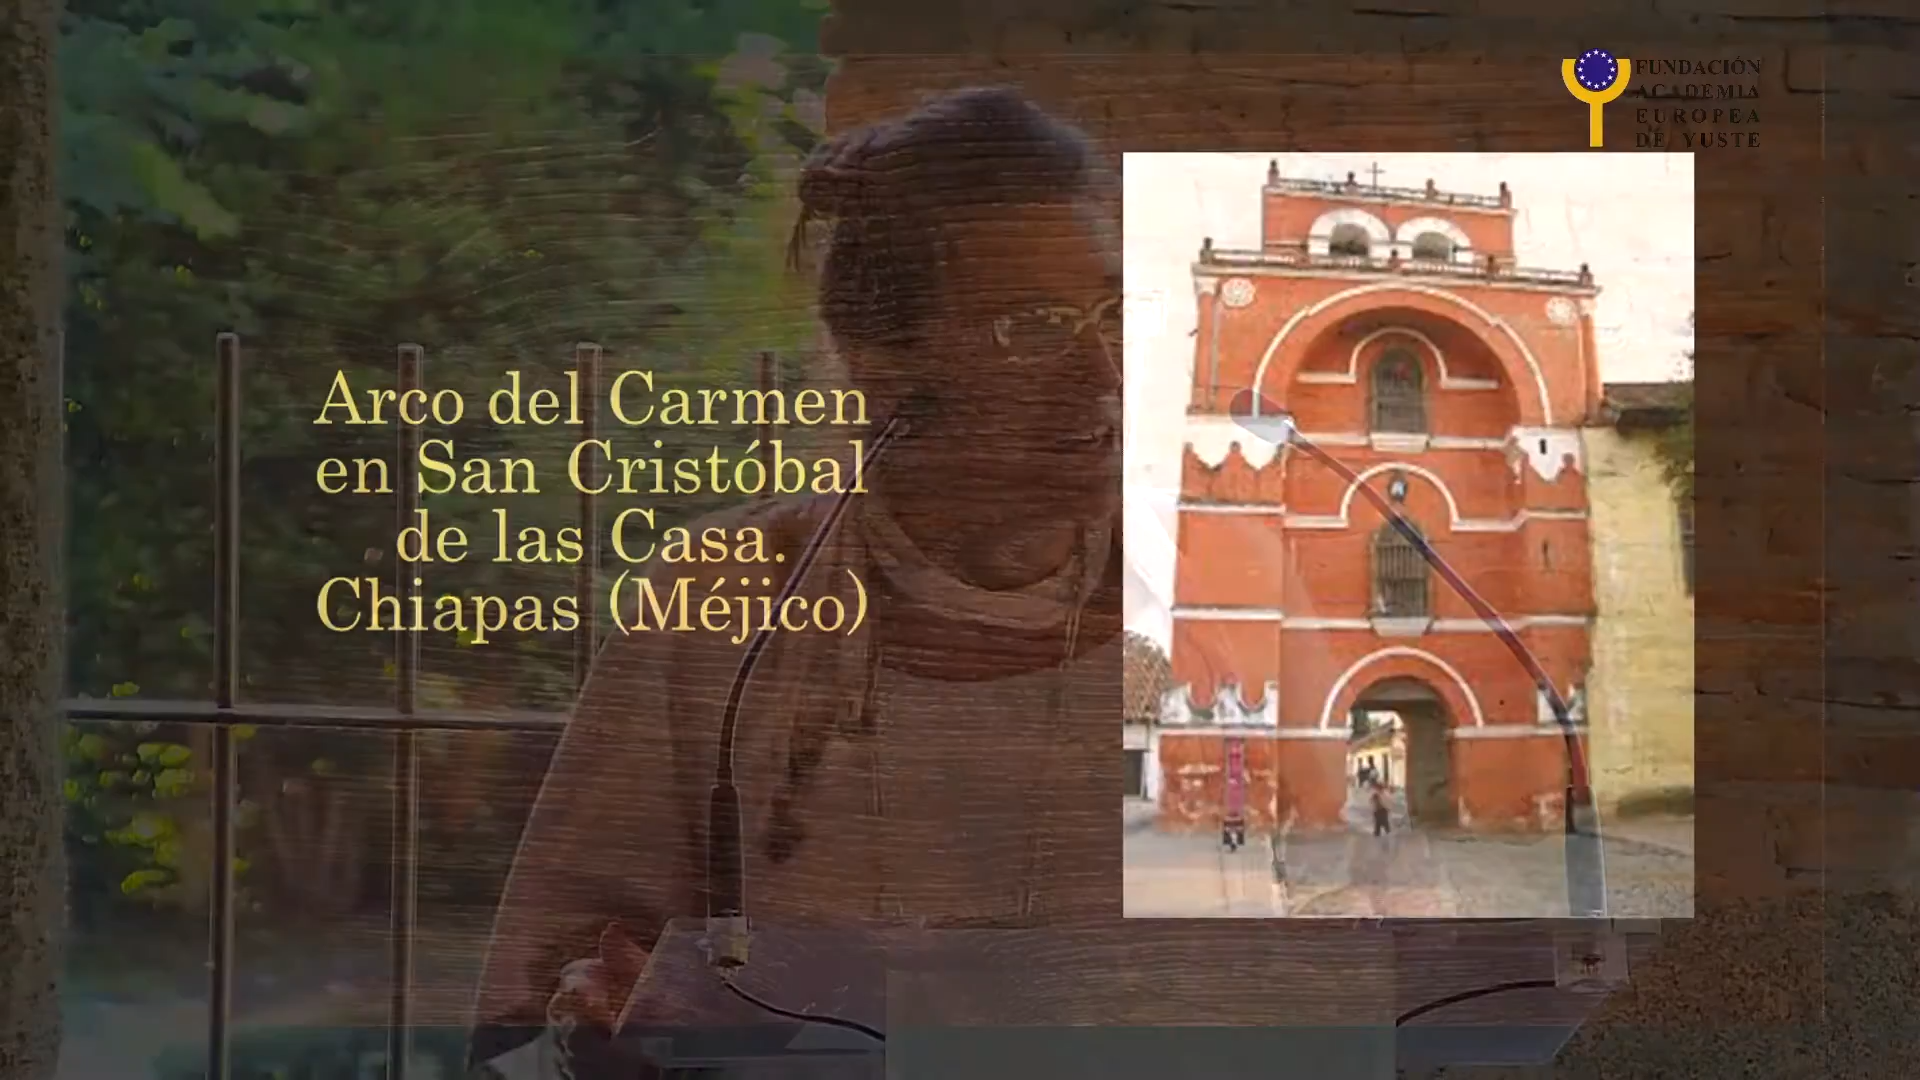 FUNDACIÓN
ACADEMIA
EUROPEA
DE YUSTE
Arco del Carmen
en San Cristóbal
de las Casa.
Chiapas (Méjico)